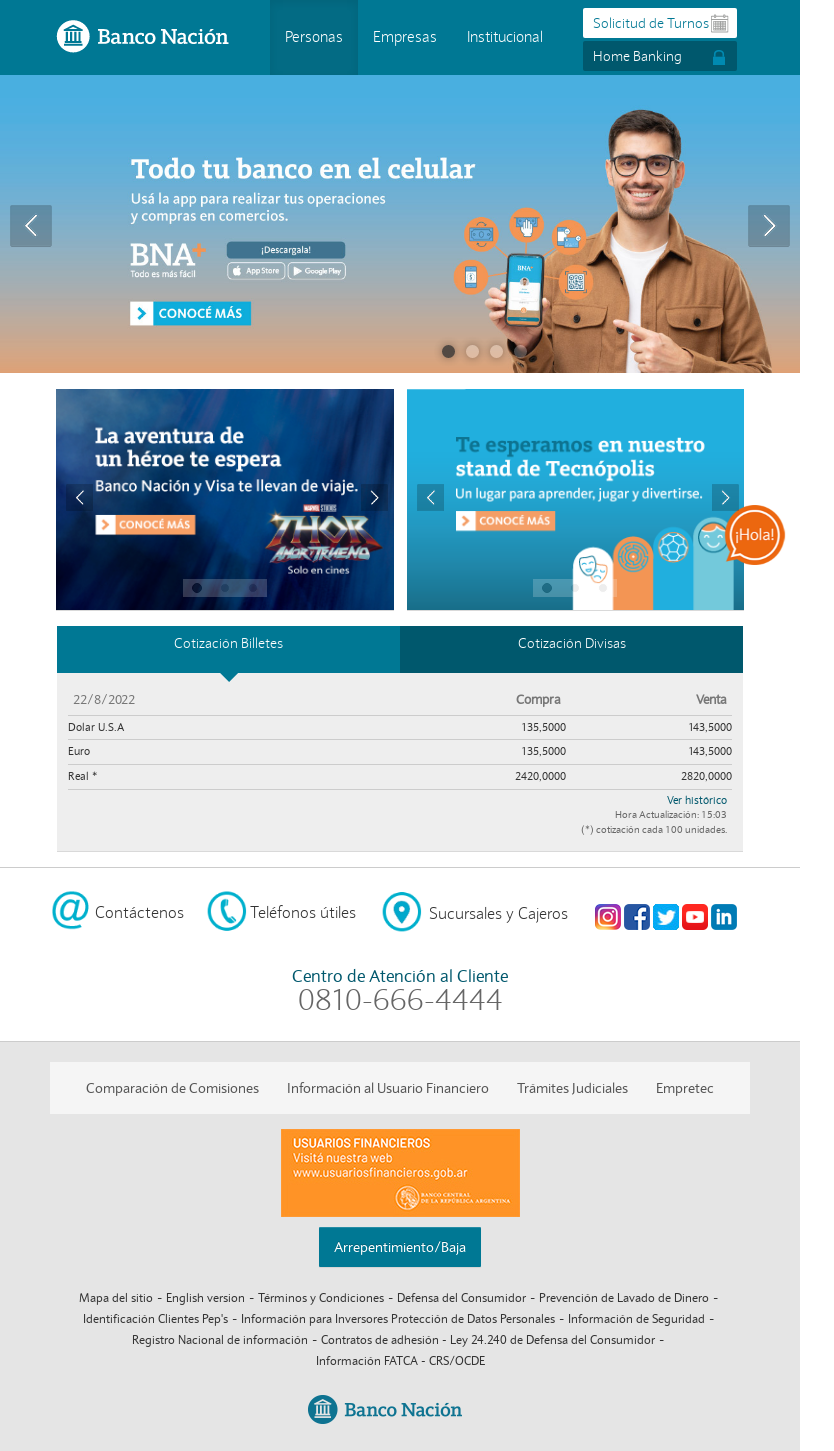 Banco Nación
Personas
Empresas
Institucional
Solicitud de Turnos
Home Banking
Todo tu banco en el celular
Usá la app para realizar tus operaciones
y compras en comercios.
BNA+
Todo es más fácil
¡Descargala!
App Store
Google Play
CONOCÉ MÁS
BNA+
La aventura de
un héroe te espera
Banco Nación y Visa te llevan de viaje.
CONOCÉ MÁS
MARVEL STUDIOS
THOR
AMOR Y TRUENO
Solo en cines
Te esperamos en nuestro
stand de Tecnópolis
Un lugar para aprender, jugar y divertirse.
CONOCÉ MÁS
¡Hola!
Cotización Billetes
Cotización Divisas
22/8/2022 Compra Venta
Dolar U.S.A 135,5000 143,5000
Euro 135,5000 143,5000
Real * 2420,0000 2820,0000
Ver histórico
Hora Actualización: 15:03
(*) cotización cada 100 unidades.
Contáctenos
Teléfonos útiles
Sucursales y Cajeros
Centro de Atención al Cliente
0810-666-4444
Comparación de Comisiones Información al Usuario Financiero Trámites Judiciales Empretec
USUARIOS FINANCIEROS
Visitá nuestra web
www.usuariosfinancieros.gob.ar
BANCO CENTRAL
DE LA REPÚBLICA ARGENTINA
Arrepentimiento/Baja
Mapa del sitio - English version - Términos y Condiciones - Defensa del Consumidor - Prevención de Lavado de Dinero -
Identificación Clientes Pep's - Información para Inversores Protección de Datos Personales - Información de Seguridad -
Registro Nacional de información - Contratos de adhesión - Ley 24.240 de Defensa del Consumidor -
Información FATCA - CRS/OCDE
Banco Nación